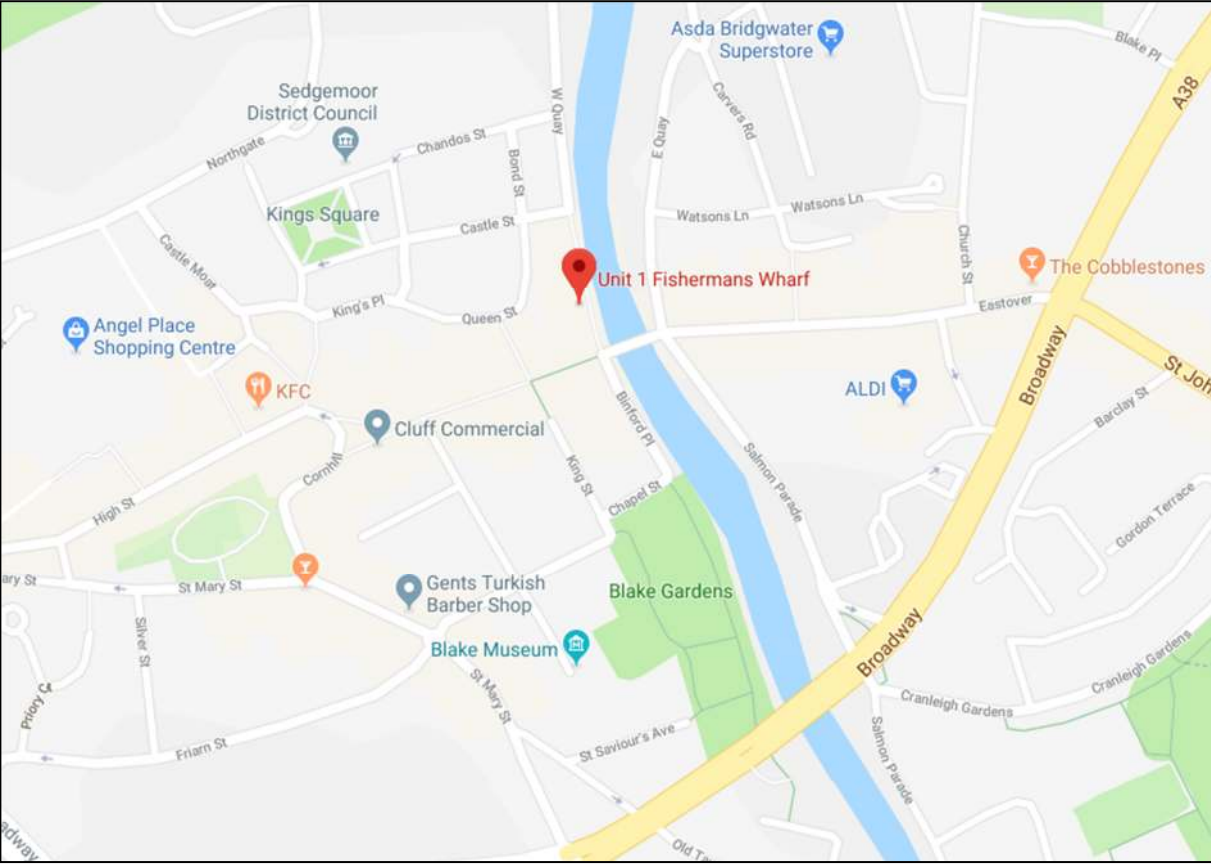 Asda Bridgwater
Superstore
Blake Pl
A38
Sedgemoor
District Council
W Quay
Carvers Rd
E Quay
Chandos St
Northgate
Bond St
Kings Square
Watsons Ln
Watsons Ln
Castle St
Church St
Castle Moat
The Cobblestones
Unit 1 Fishermans Wharf
King's Pl
Queen St
Eastover
Angel Place
Shopping Centre
Broadway
St Joh
KFC
ALDI
Barclay St
Binford Pl
Cluff Commercial
Cornhill
King St
Salmon Parade
High St
Chapel St
Gordon Terrace
ary St
St Mary St
Gents Turkish
Barber Shop
Blake Gardens
Silver St
Broadway
Blake Museum
Cranleigh Gardens
Priory Ct
St Mary St
Cranleigh Gardens
Friarn St
St Saviour's Ave
Salmon Parade
adway
Old Ta